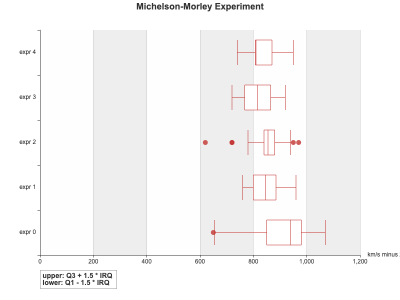 Michelson-Morley Experiment
expr 4
expr 3
expr 2
expr 1
expr 0
0 200 400 600 800 1,000 1,200
km/s minus
upper: Q3 + 1.5 * IRQ
lower: Q1 - 1.5 * IRQ